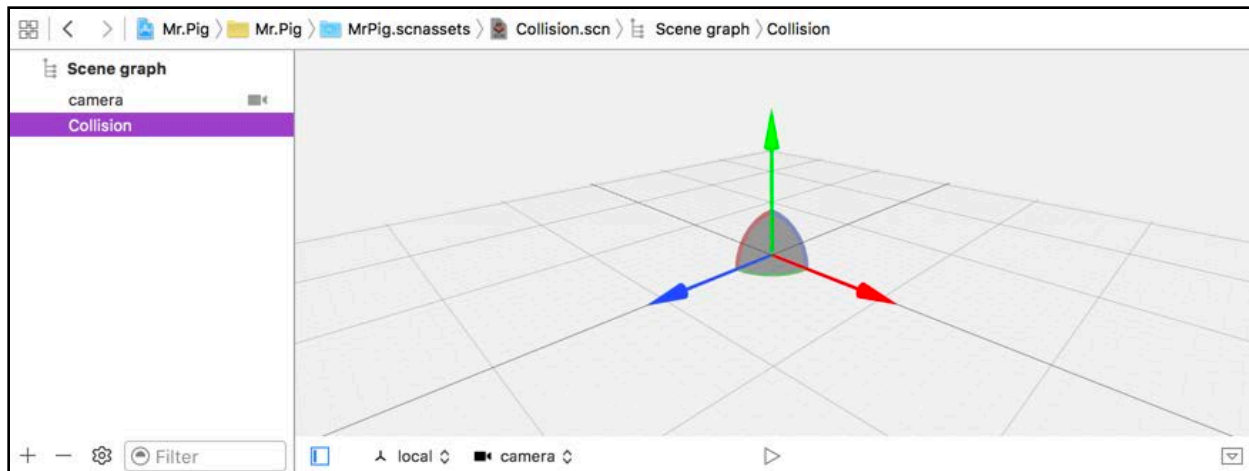 Mr.Pig Mr.Pig MrPig.scnassets Collision.scn Scene graph Collision
Scene graph
camera
Collision
Filter
local camera